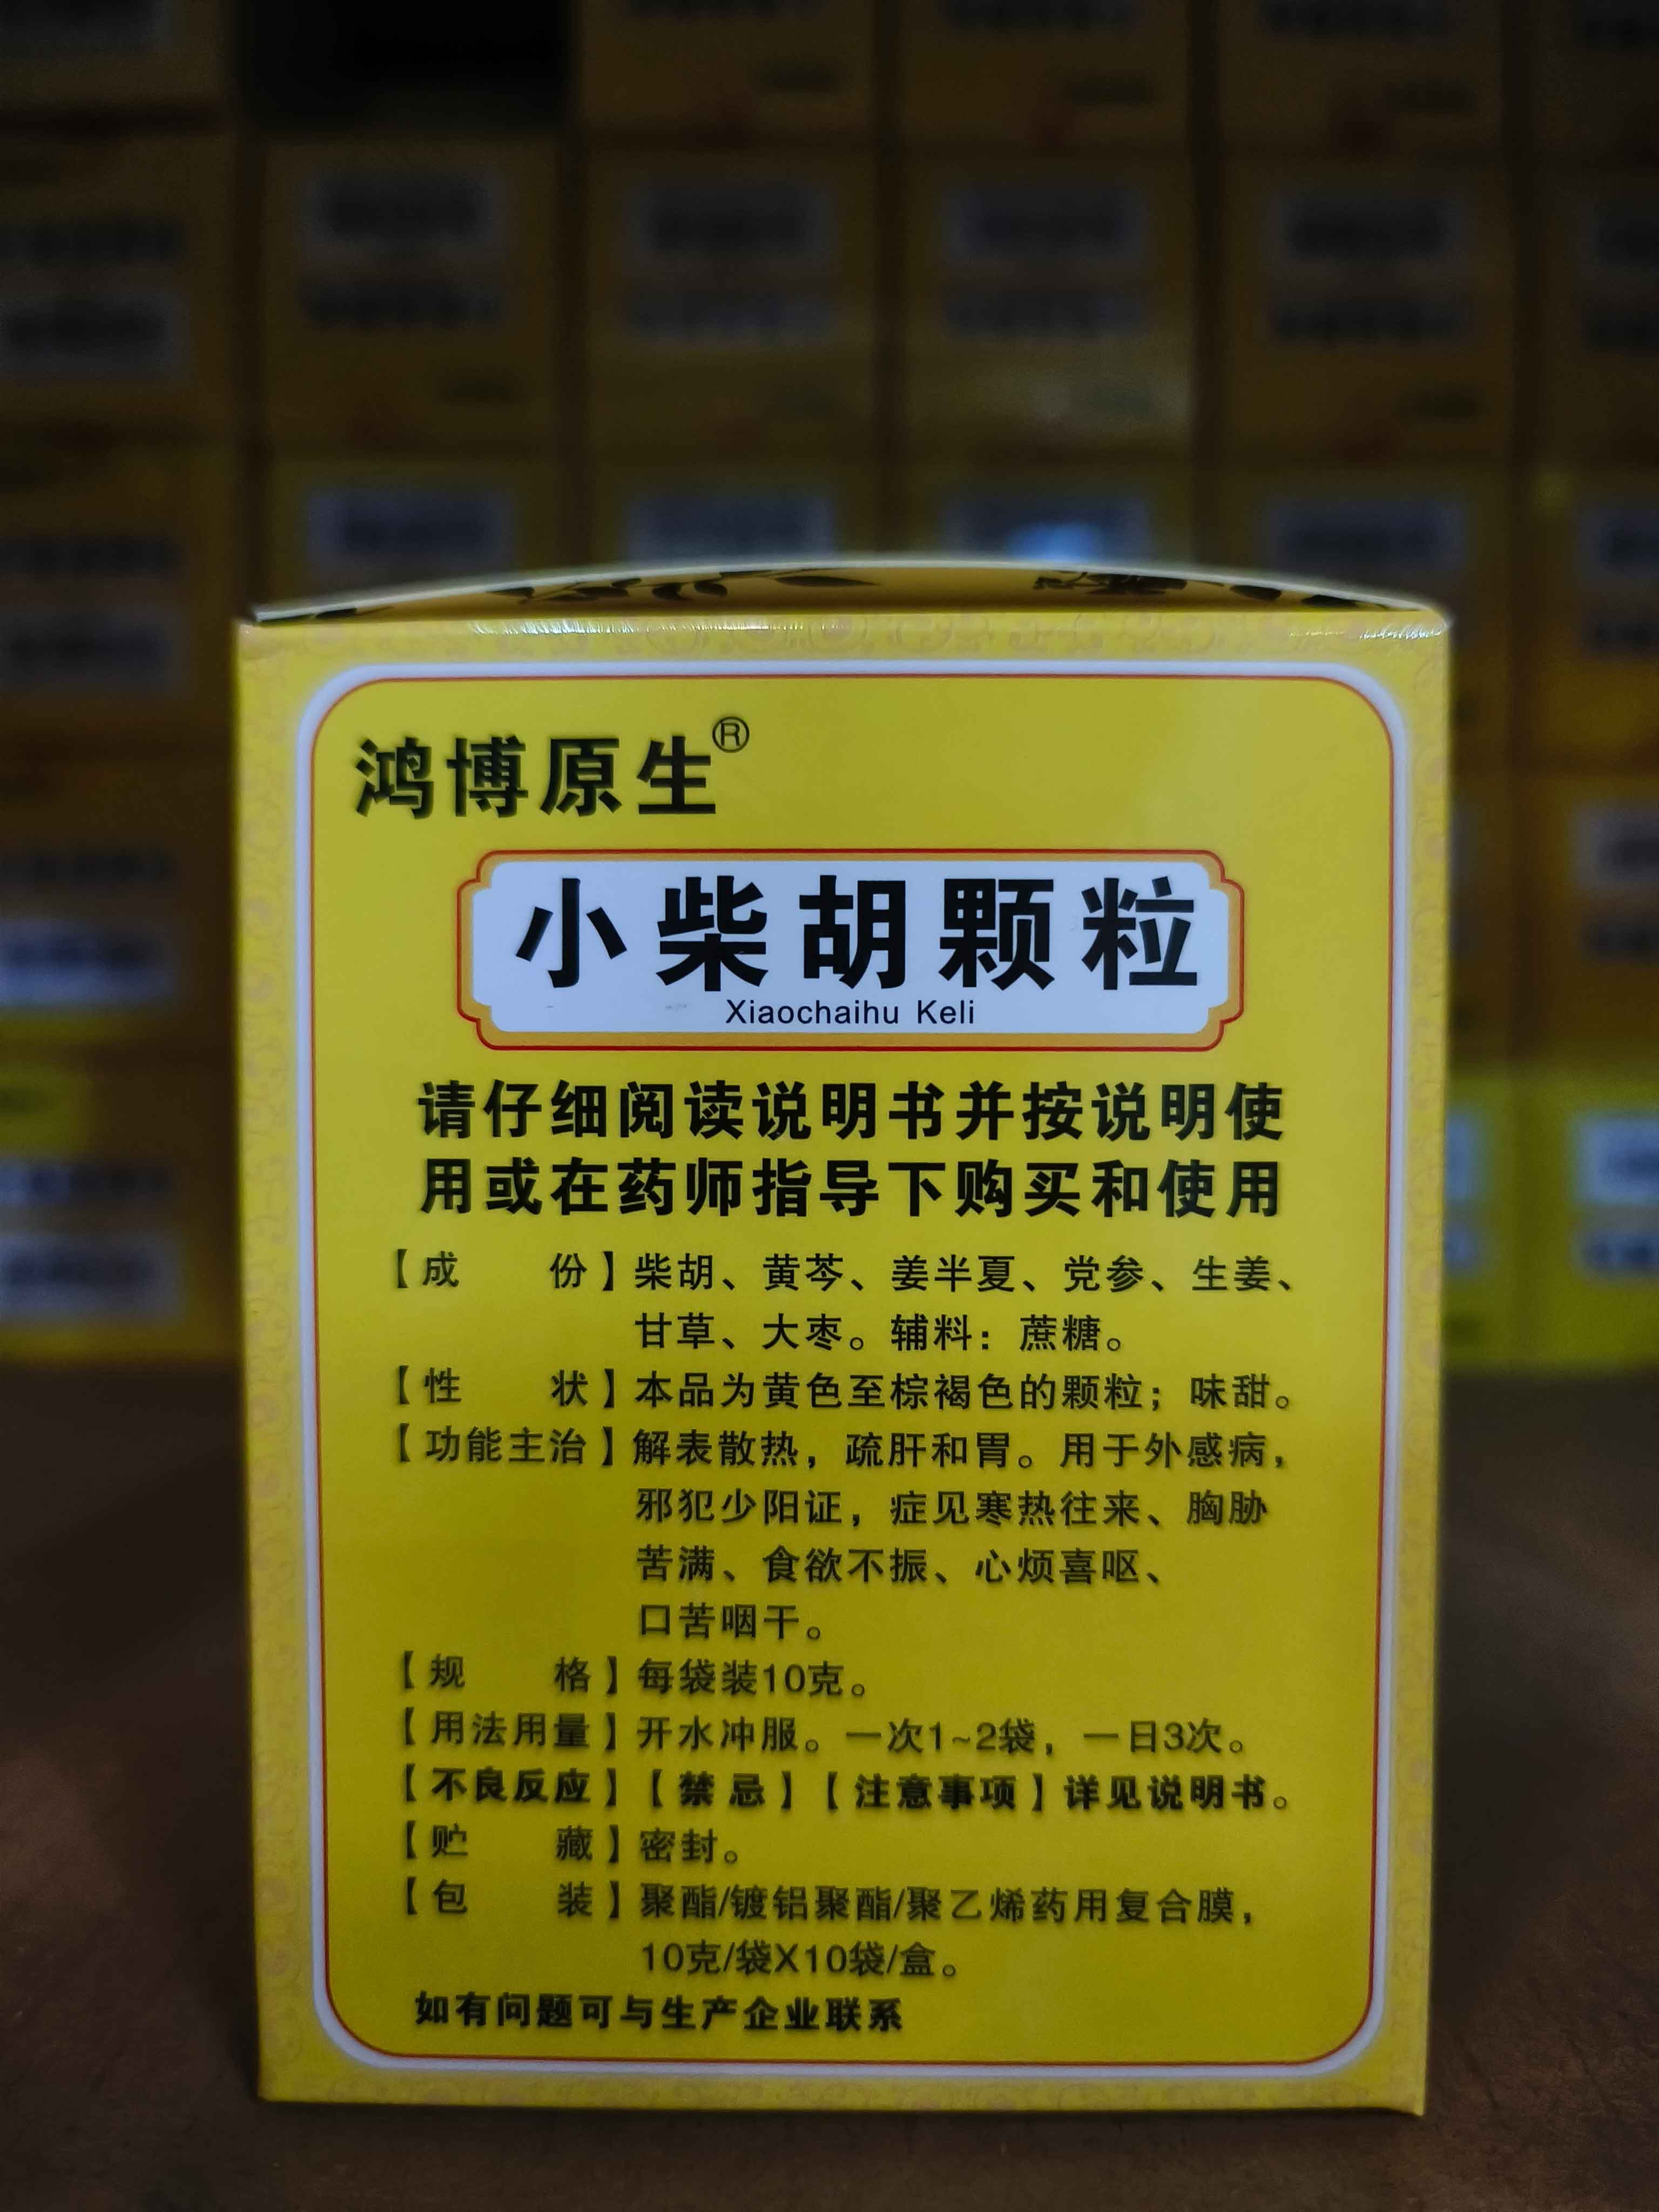 鸿博原生®
小柴胡颗粒
Xiaochaihu Keli
请仔细阅读说明书并按说明使
用或在药师指导下购买和使用
【成份】柴胡、黄芩、姜半夏、党参、生姜、
甘草、大枣。辅料：蔗糖。
【性状】本品为黄色至棕褐色的颗粒；味甜。
【功能主治】解表散热，疏肝和胃。用于外感病，
邪犯少阳证，症见寒热往来、胸胁
苦满、食欲不振、心烦喜呕、
口苦咽干。
【规格】每袋装10克。
【用法用量】开水冲服。一次1~2袋，一日3次。
【不良反应】【禁忌】【注意事项】详见说明书。
【贮藏】密封。
【包装】聚酯/镀铝聚酯/聚乙烯药用复合膜，
10克/袋X10袋/盒。
如有问题可与生产企业联系